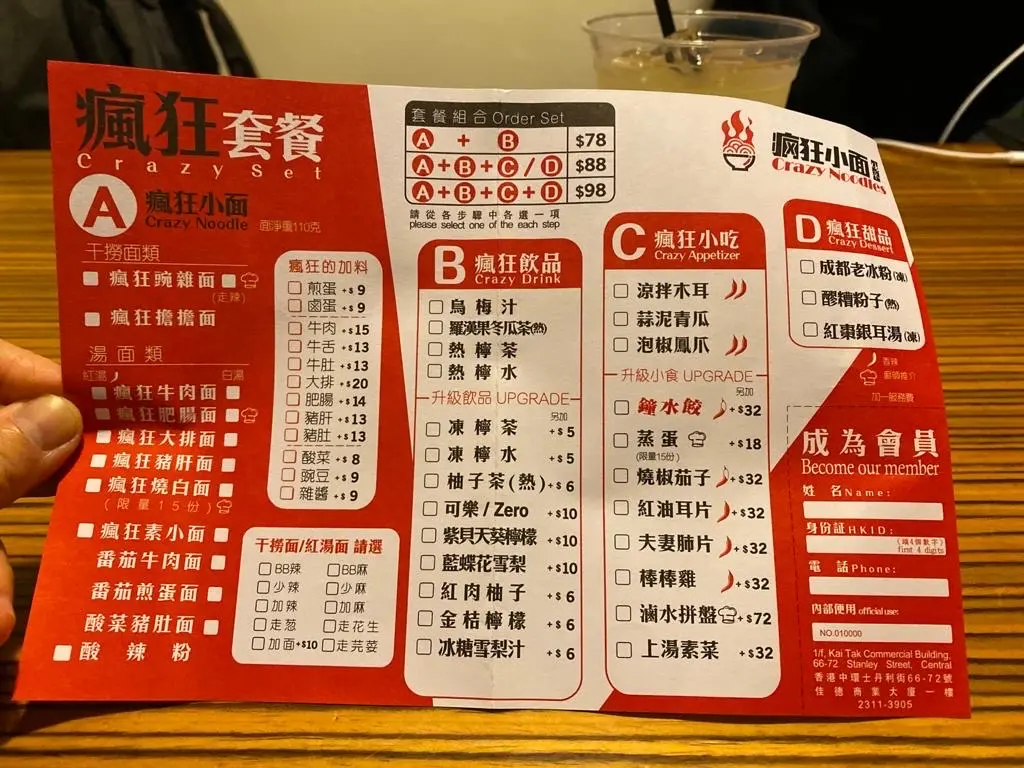 瘋狂套餐
Crazy Set
A 瘋狂小面
Crazy Noodle
面淨重110克
干撈面類
瘋狂豌雜面
(走辣)
瘋狂擔擔面
湯面類
紅湯
白湯
瘋狂牛肉面
瘋狂肥腸面
瘋狂大排面
瘋狂豬肝面
瘋狂燒白面
(限量15份)
瘋狂素小面
番茄牛肉面
番茄煎蛋面
酸菜豬肚面
酸辣粉
瘋狂的加料
煎蛋 +$9
鹵蛋 +$9
牛肉 +$15
牛舌 +$13
牛肚 +$13
大排 +$20
肥腸 +$14
豬肝 +$13
豬肚 +$13
酸菜 +$8
豌豆 +$9
雜醬 +$9
干撈面/紅湯面 請選
BB辣 BB麻
少辣 少麻
加辣 加麻
走葱 走花生
加面+$10 走芫荽
套餐組合 Order Set
A + B $78
A+B+C/D $88
A+B+C+D $98
請從各步驟中各選一項
please select one of the each step
B 瘋狂飲品
Crazy Drink
烏梅汁
羅漢果冬瓜茶(熱)
熱檸茶
熱檸水
升級飲品 UPGRADE
另加
凍檸茶 +$5
凍檸水 +$5
柚子茶(熱) +$6
可樂/Zero +$10
紫貝天葵檸檬 +$10
藍蝶花雪梨 +$10
紅肉柚子 +$6
金桔檸檬 +$6
冰糖雪梨汁 +$6
C 瘋狂小吃
Crazy Appetizer
涼拌木耳
蒜泥青瓜
泡椒鳳爪
升級小食 UPGRADE
另加
鐘水餃 +$32
蒸蛋 +$18
(限量15份)
燒椒茄子 +$32
紅油耳片 +$32
夫妻肺片 +$32
棒棒雞 +$32
滷水拼盤 +$72
上湯素菜 +$32
瘋狂小面
Crazy Noodles
D 瘋狂甜品
Crazy Dessert
成都老冰粉(凍)
醪糟粉子(熱)
紅棗銀耳湯(凍)
香辣
廚師推介
加一服務費
成為會員
Become our member
姓 名Name:
身份証HKID:
(頭4個數字)
first 4 digits
電 話Phone:
內部使用 official use:
NO.010000
1/f, Kai Tak Commercial Building,
66-72 Stanley Street, Central
香港中環士丹利街66-72號
佳德商業大廈一樓
2311-3905